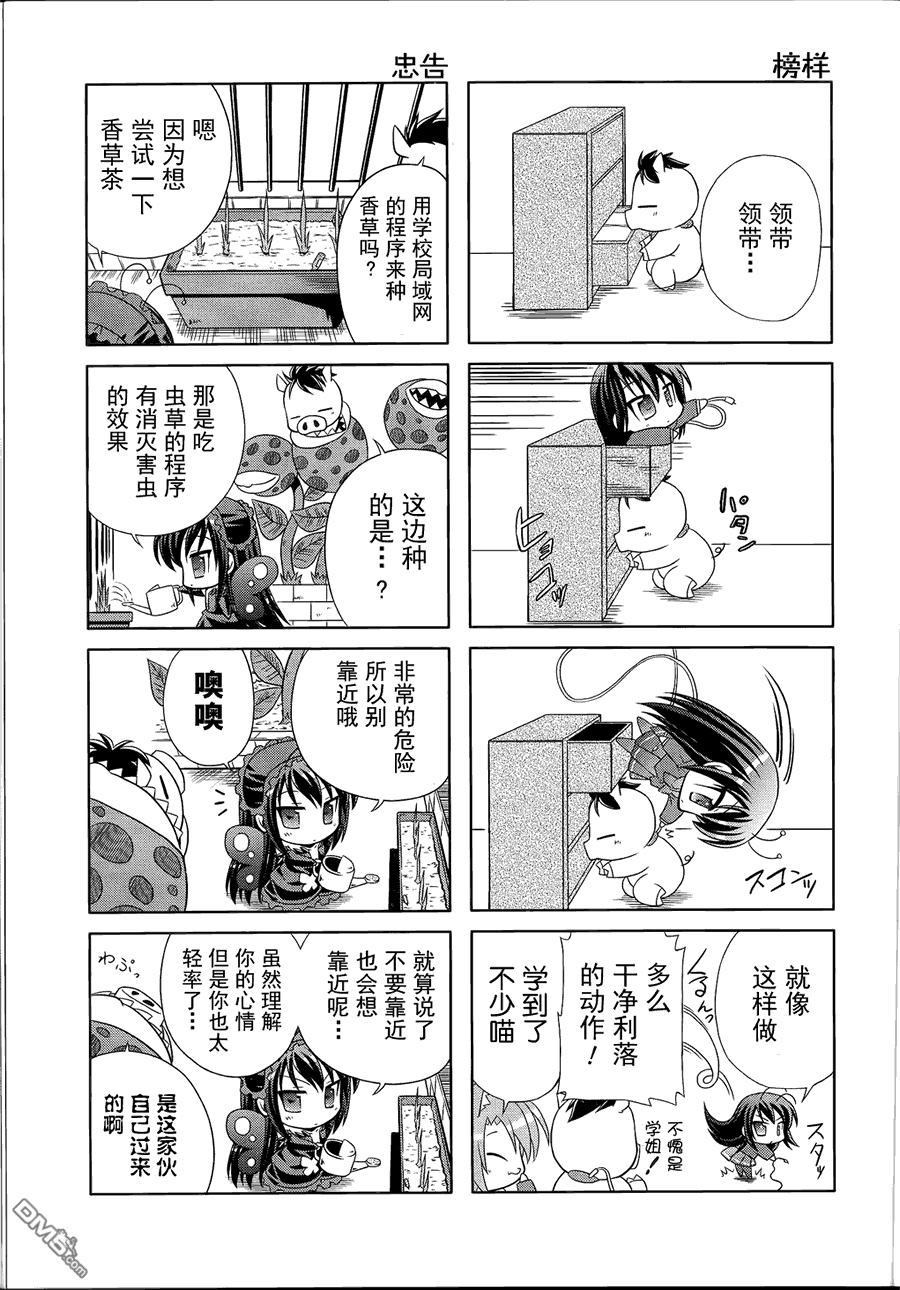 榜样
领带
领带…
ヒョコッ
パタン
スコンッ
就像
这样做
くるんっ
スタッ
多么
干净利落
的动作！
不愧是
学姐！
学到了
不少喵
忠告
用学校局域网
的程序来种
香草吗？
嗯
因为想
尝试一下
香草茶
这边种
的是…？
那是吃
虫草的程序
有消灭害虫
的效果
非常的危险
所以别
靠近哦
噢
噢
就算说了
不要靠近
也会想
靠近呢…
虽然理解
你的心情
但是你也太
轻率了…
わぷっ
是这家伙
自己过来
的啊
DM5.com